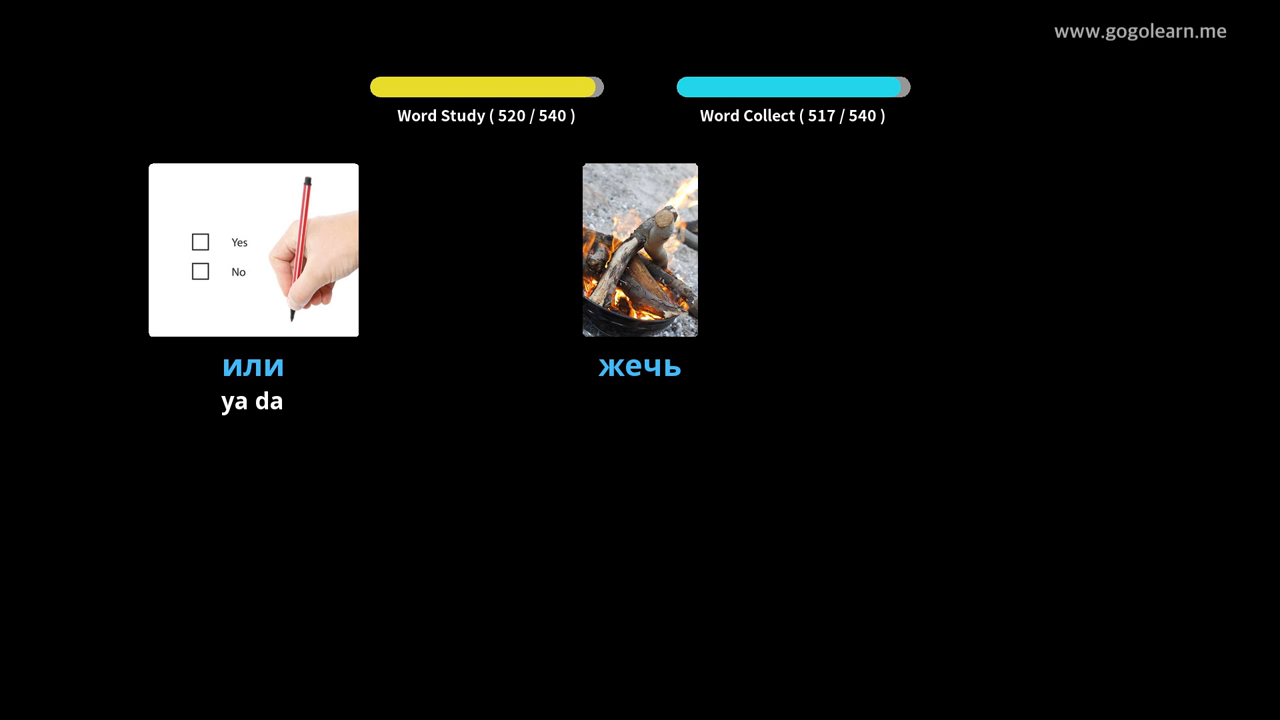 www.gogolearn.me
Word Study ( 520 / 540 )
Word Collect ( 517 / 540 )
Yes
No
или
ya da
жечь